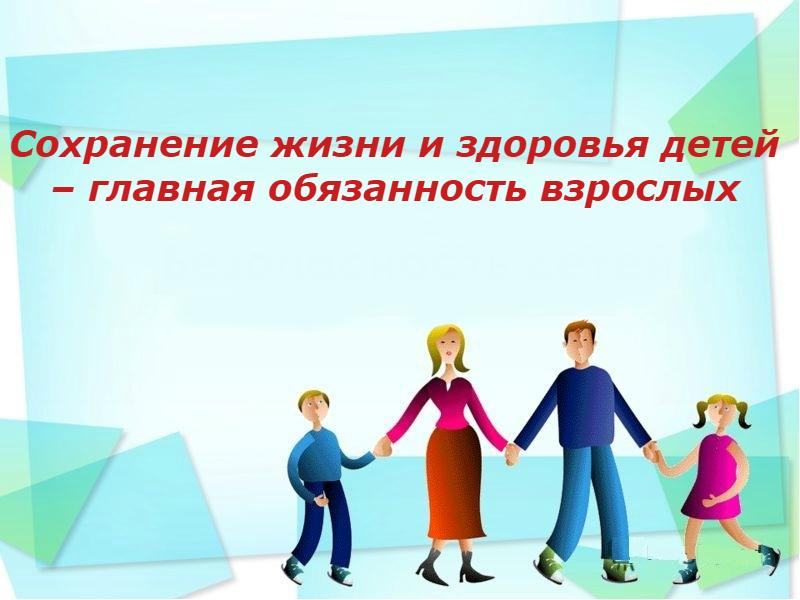 Сохранение жизни и здоровья детей
– главная обязанность взрослых